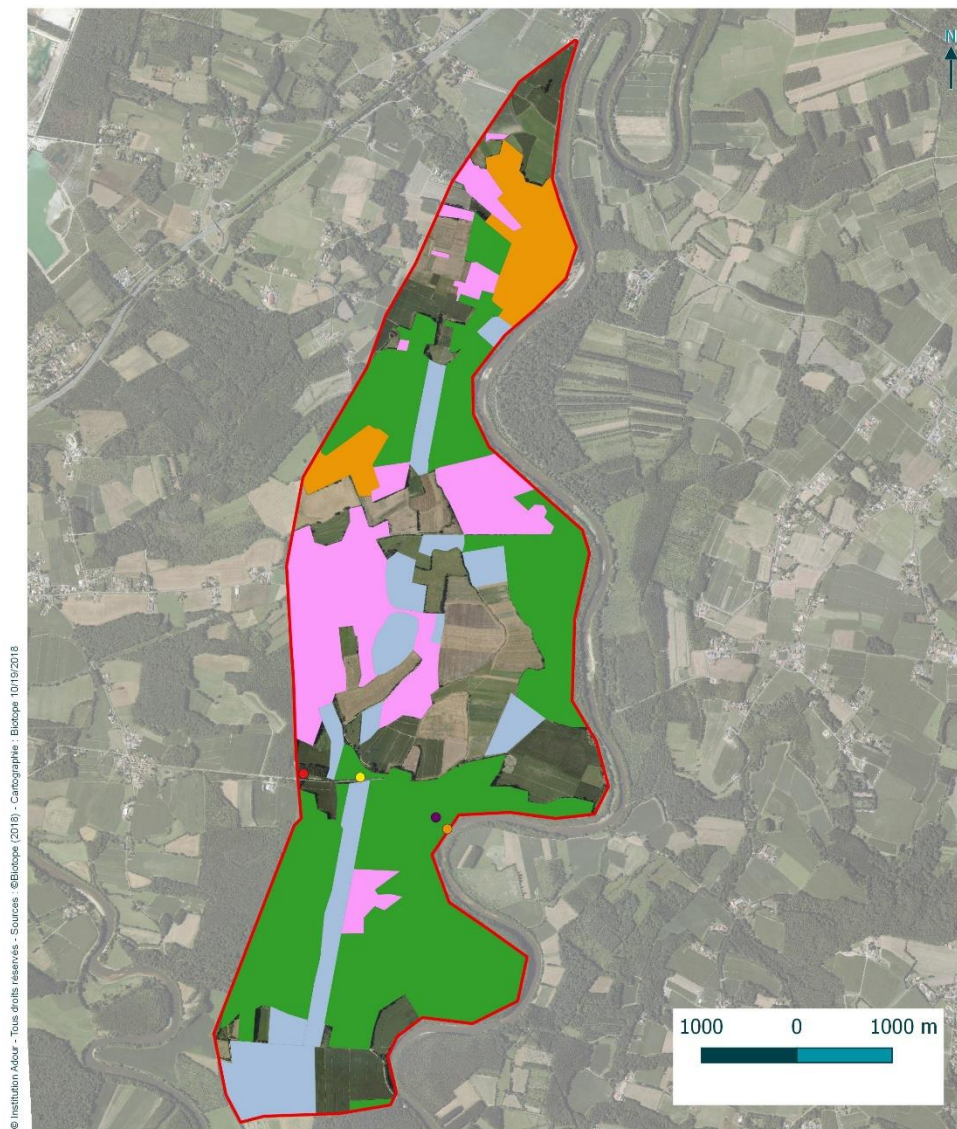 N
© Institution Adour - Tous droits réservés - Sources : ©Biotope (2018) - Cartographie : Biotope 10/19/2018
1000 0 1000 m